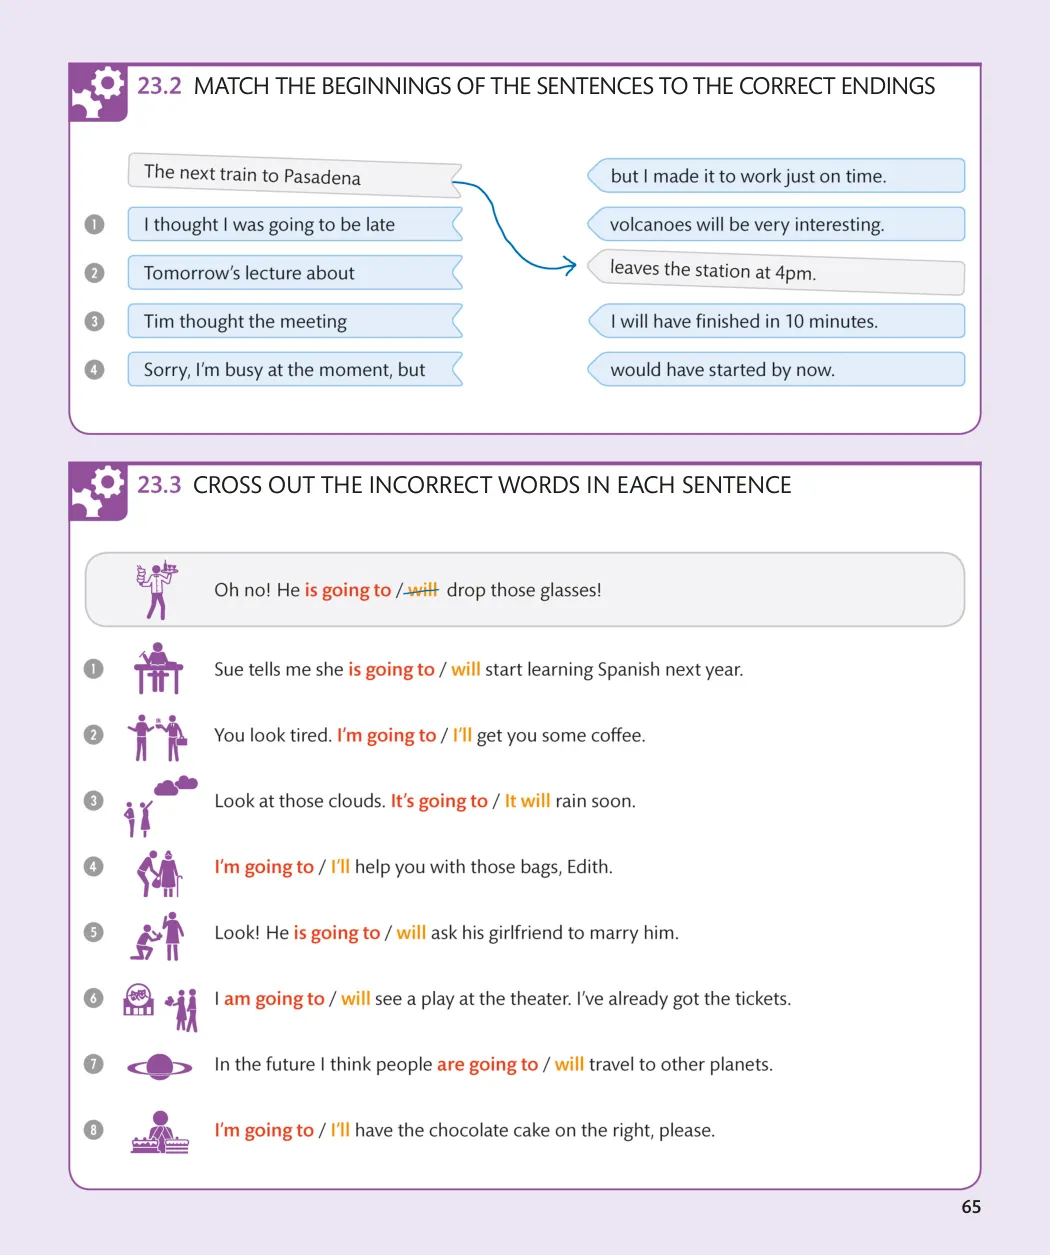 23.2 MATCH THE BEGINNINGS OF THE SENTENCES TO THE CORRECT ENDINGS
The next train to Pasadena
1 I thought I was going to be late
2 Tomorrow's lecture about
3 Tim thought the meeting
4 Sorry, I'm busy at the moment, but
but I made it to work just on time.
volcanoes will be very interesting.
leaves the station at 4pm.
I will have finished in 10 minutes.
would have started by now.
23.3 CROSS OUT THE INCORRECT WORDS IN EACH SENTENCE
Oh no! He is going to / will drop those glasses!
1 Sue tells me she is going to / will start learning Spanish next year.
2 You look tired. I'm going to / I'll get you some coffee.
3 Look at those clouds. It's going to / It will rain soon.
4 I'm going to / I'll help you with those bags, Edith.
5 Look! He is going to / will ask his girlfriend to marry him.
6 I am going to / will see a play at the theater. I've already got the tickets.
7 In the future I think people are going to / will travel to other planets.
8 I'm going to / I'll have the chocolate cake on the right, please.
65